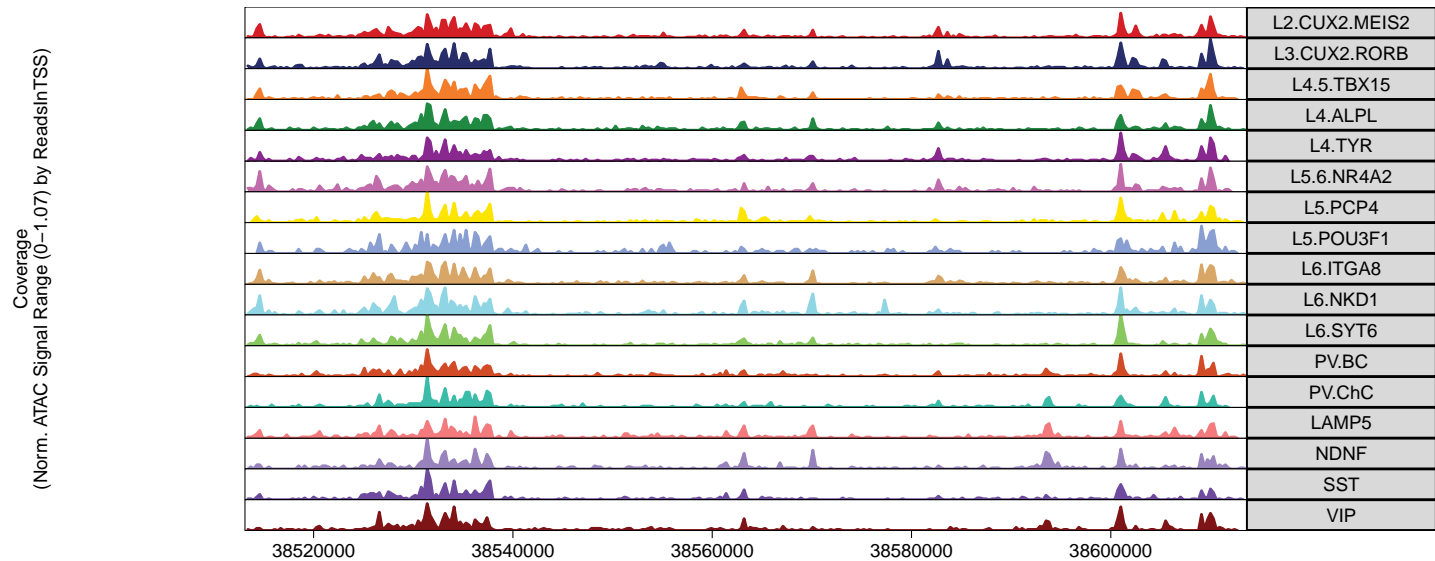 Coverage
(Norm. ATAC Signal Range (0−1.07) by ReadsInTSS)
L2.CUX2.MEIS2
L3.CUX2.RORB
L4.5.TBX15
L4.ALPL
L4.TYR
L5.6.NR4A2
L5.PCP4
L5.POU3F1
L6.ITGA8
L6.NKD1
L6.SYT6
PV.BC
PV.ChC
LAMP5
NDNF
SST
VIP
38520000 38540000 38560000 38580000 38600000